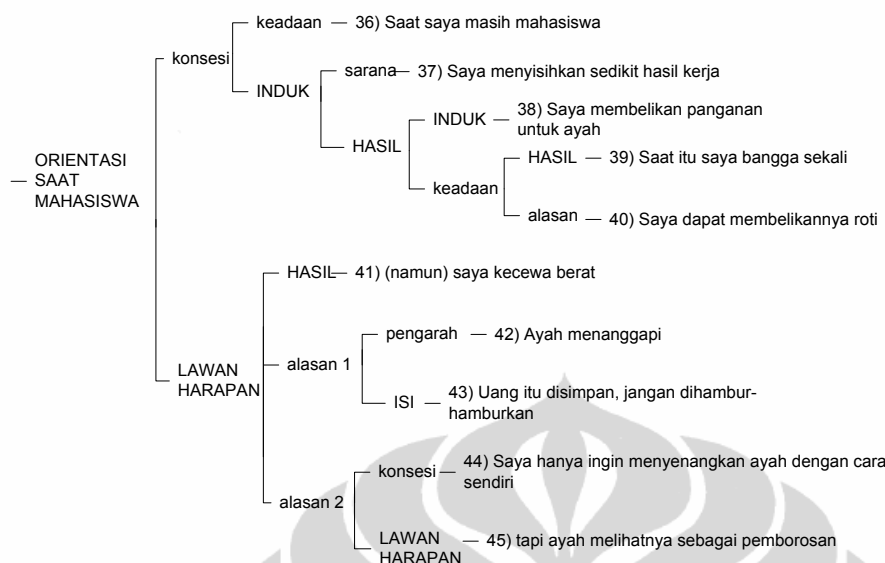 keadaan — 36) Saat saya masih mahasiswa
konsesi
sarana — 37) Saya menyisihkan sedikit hasil kerja
INDUK
INDUK — 38) Saya membelikan panganan
untuk ayah
HASIL
HASIL — 39) Saat itu saya bangga sekali
keadaan
alasan — 40) Saya dapat membelikannya roti
— ORIENTASI
SAAT
MAHASISWA
HASIL — 41) (namun) saya kecewa berat
pengarah — 42) Ayah menanggapi
alasan 1
LAWAN
HARAPAN
ISI — 43) Uang itu disimpan, jangan dihambur-
hamburkan
konsesi — 44) Saya hanya ingin menyenangkan ayah dengan cara
sendiri
alasan 2
LAWAN
HARAPAN
— 45) tapi ayah melihatnya sebagai pemborosan